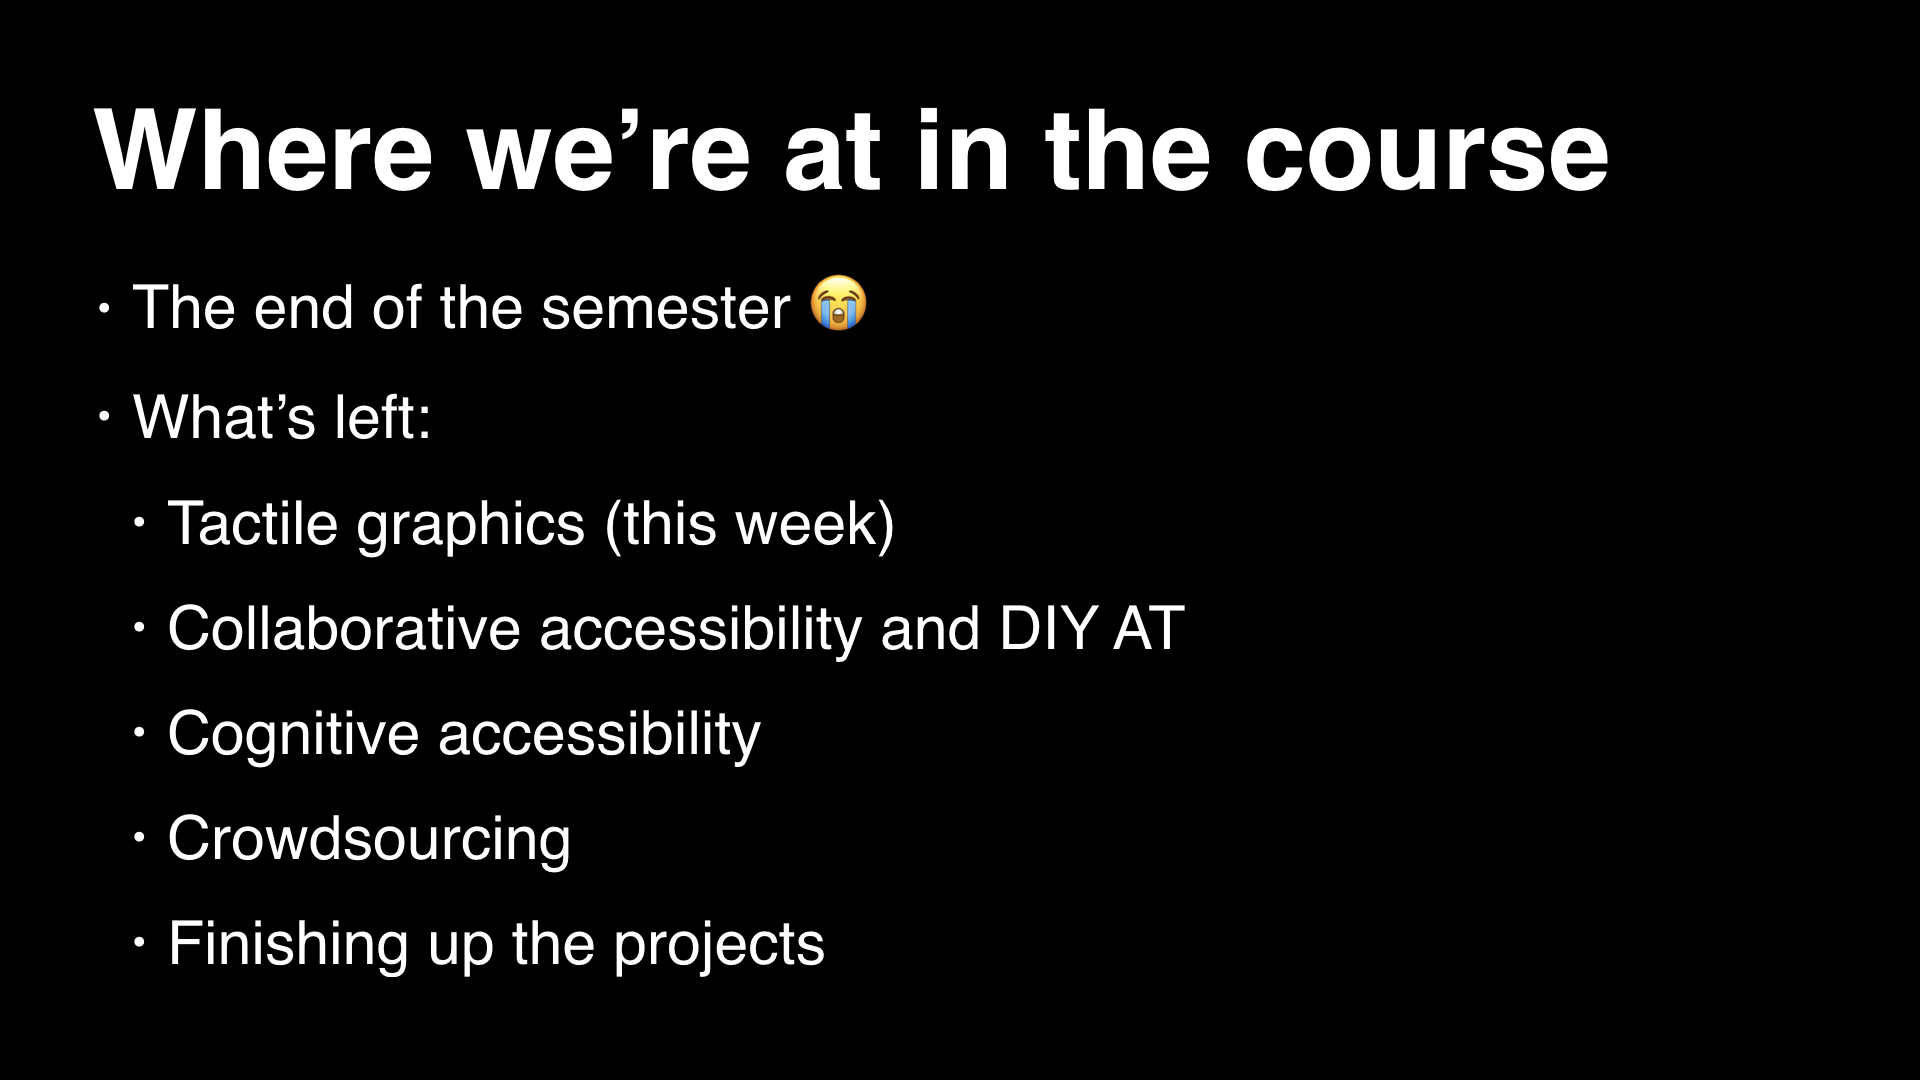 Where we’re at in the course
• The end of the semester 😭
• What’s left:
• Tactile graphics (this week)
• Collaborative accessibility and DIY AT
• Cognitive accessibility
• Crowdsourcing
• Finishing up the projects